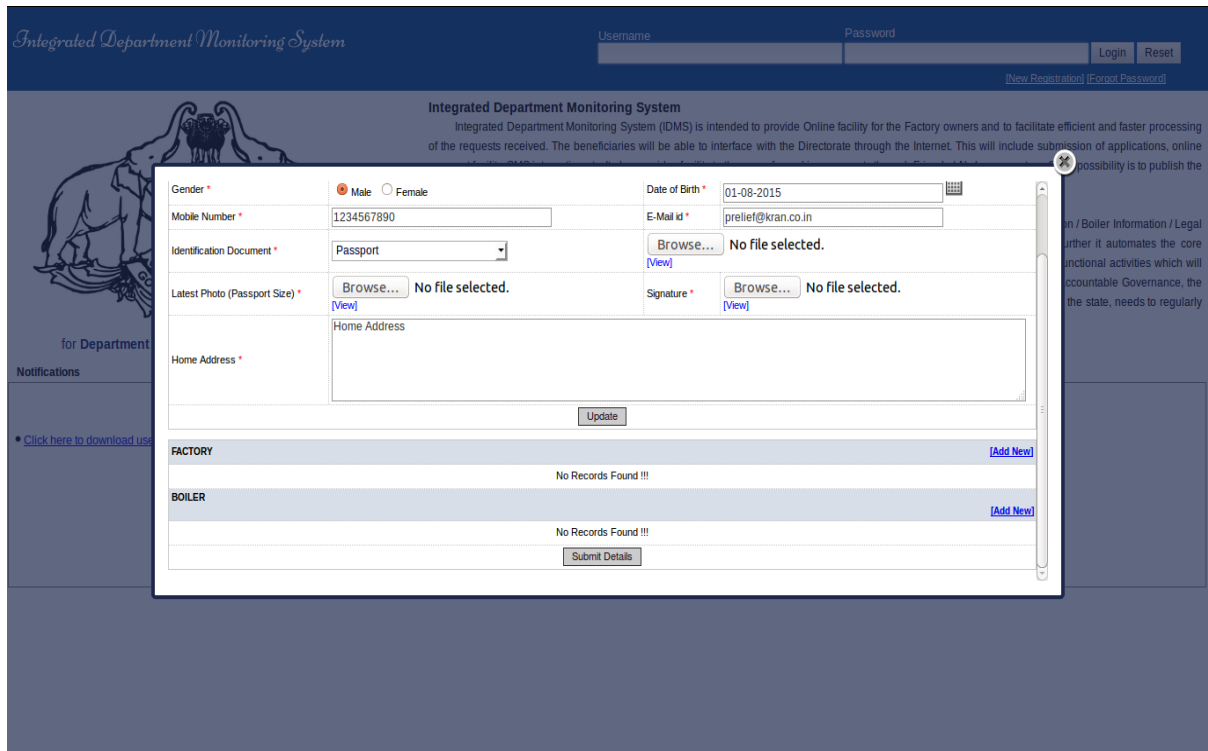 Integrated Department Monitoring System
Username
Password
Login Reset
[New Registration] [Forgot Password]
Integrated Department Monitoring System
Integrated Department Monitoring System (IDMS) is intended to provide Online facility for the Factory owners and to facilitate efficient and faster processing
of the requests received. The beneficiaries will be able to interface with the Directorate through the Internet. This will include submission of applications, online
possibility is to publish the
on / Boiler Information / Legal
urther it automates the core
unctional activities which will
ccountable Governance, the
the state, needs to regularly
for Department
Notifications
Click here to download use
Gender * Male Female Date of Birth * 01-08-2015
Mobile Number * 1234567890 E-Mail id * prelief@kran.co.in
Identification Document * Passport Browse... No file selected.
[View]
Latest Photo (Passport Size) * Browse... No file selected. Signature * Browse... No file selected.
[View] [View]
Home Address * Home Address
Update
FACTORY [Add New]
No Records Found !!!
BOILER
[Add New]
No Records Found !!!
Submit Details